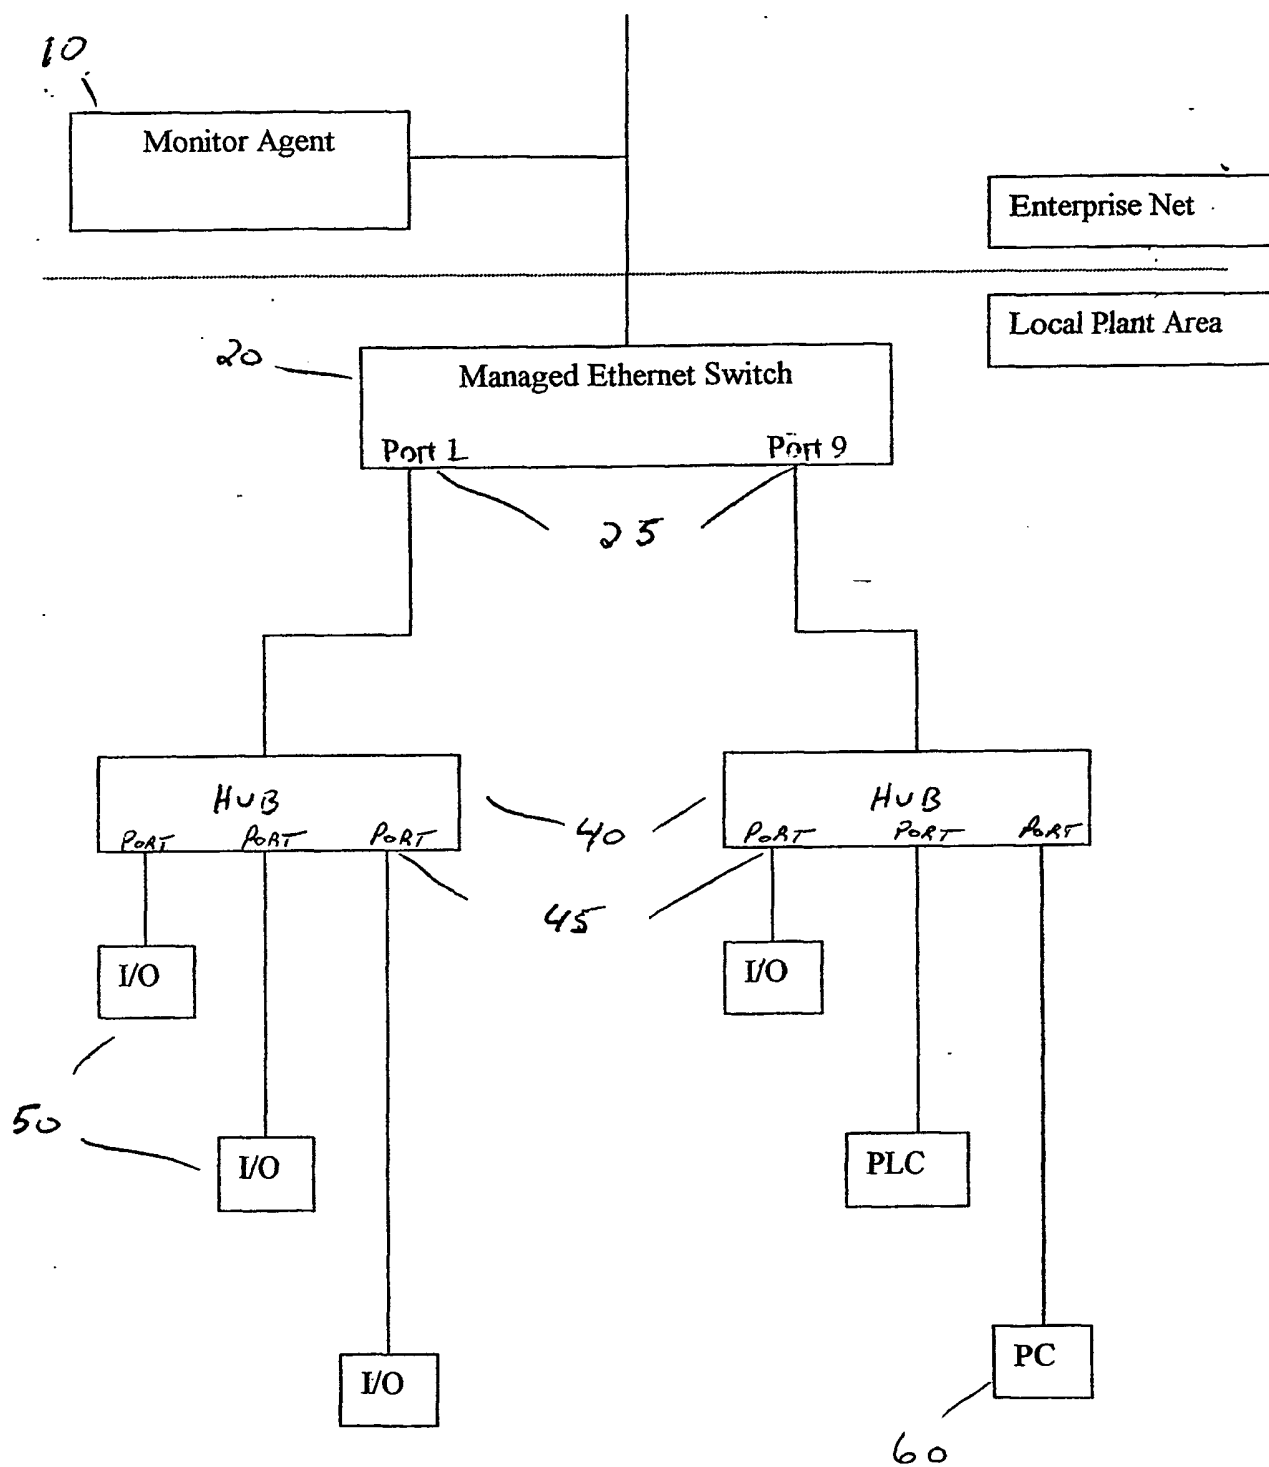 10
Monitor Agent
Enterprise Net
Local Plant Area
20
Managed Ethernet Switch
Port 1
Port 9
25
HUB
HUB
40
PORT
PORT
PORT
PORT
PORT
PORT
45
I/O
I/O
50
I/O
PLC
I/O
PC
60